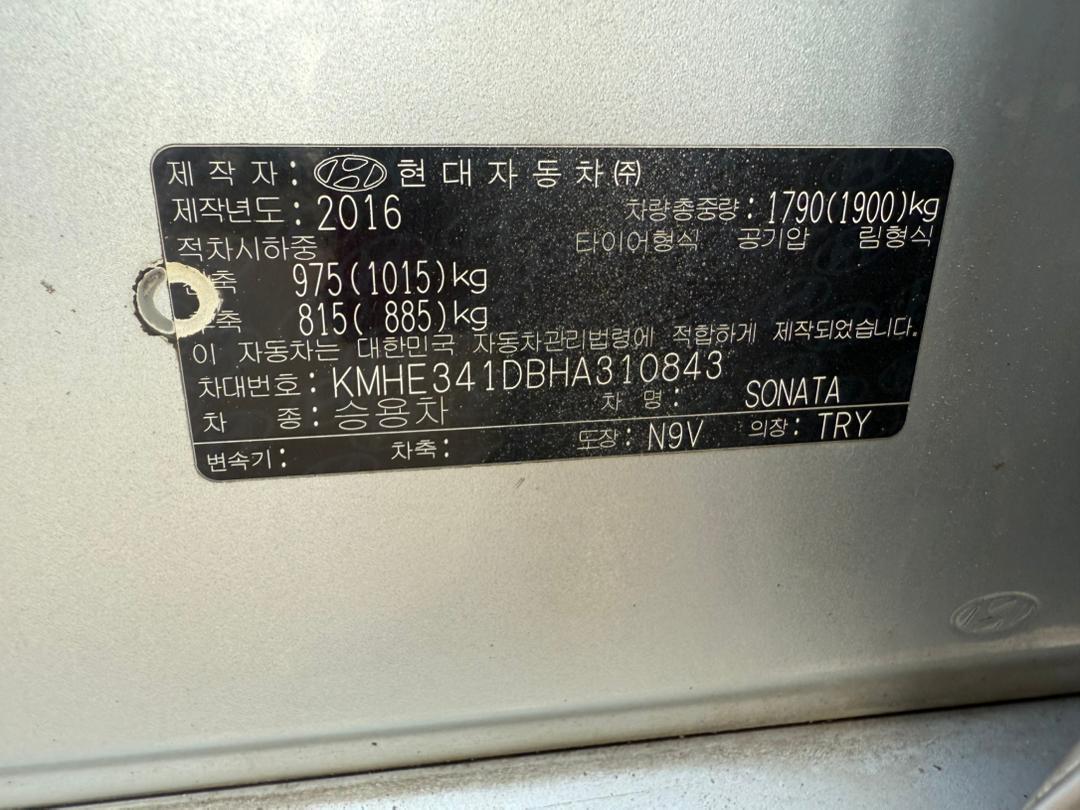 제 작 자 : 현 대 자 동 차 ㈜
제작년도 : 2016 차량총중량 : 1790(1900)kg
적차시하중 타이어형식 공기압 림형식
975(1015)kg
815( 885)kg
이 자동차는 대한민국 자동차관리법령에 적합하게 제작되었습니다.
차대번호 : KMHE341DBHA310843
차 종 : 승용차 차 명 : SONATA
변속기 : 차축 : 도장 : N9V 의장 : TRY